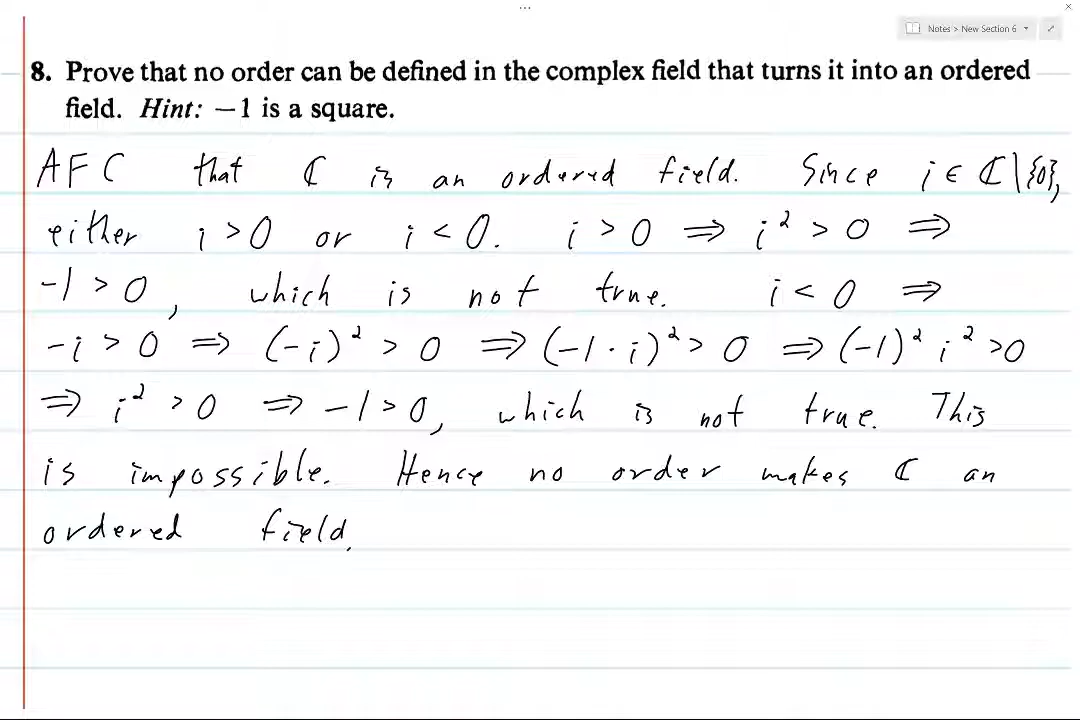 Notes > New Section 6
8. Prove that no order can be defined in the complex field that turns it into an ordered
field. Hint: −1 is a square.
AFC that ℂ is an ordered field. Since i ∈ ℂ\{0},
either i > 0 or i < 0. i > 0 ⇒ i² > 0 ⇒
-1 > 0, which is not true. i < 0 ⇒
-i > 0 ⇒ (-i)² > 0 ⇒ (-1·i)² > 0 ⇒ (-1)² i² > 0
⇒ i² > 0 ⇒ -1 > 0, which is not true. This
is impossible. Hence no order makes ℂ an
ordered field.